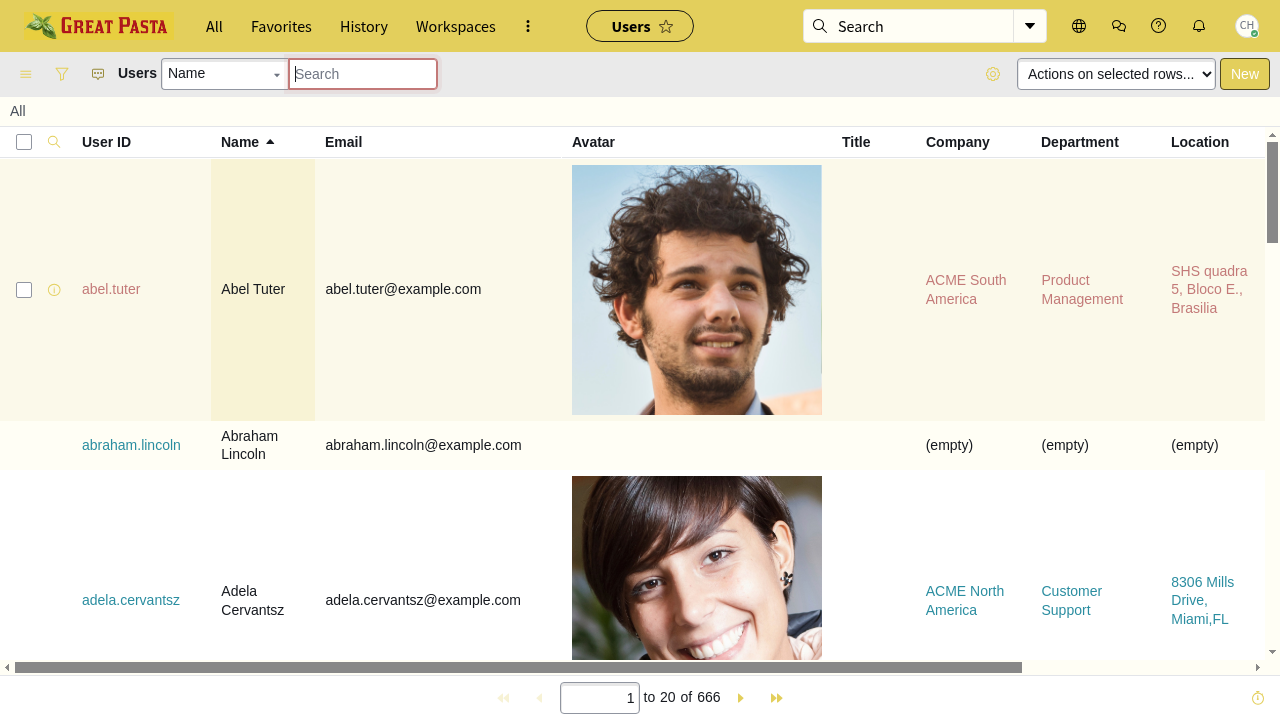 GREAT PASTA All Favorites History Workspaces Users Search CH
Users Name Search Actions on selected rows... New
All
User ID Name Email Avatar Title Company Department Location
abel.tuter Abel Tuter abel.tuter@example.com ACME South America Product Management SHS quadra 5, Bloco E., Brasilia
abraham.lincoln Abraham Lincoln abraham.lincoln@example.com (empty) (empty) (empty)
adela.cervantsz Adela Cervantsz adela.cervantsz@example.com ACME North America Customer Support 8306 Mills Drive, Miami,FL
1 to 20 of 666